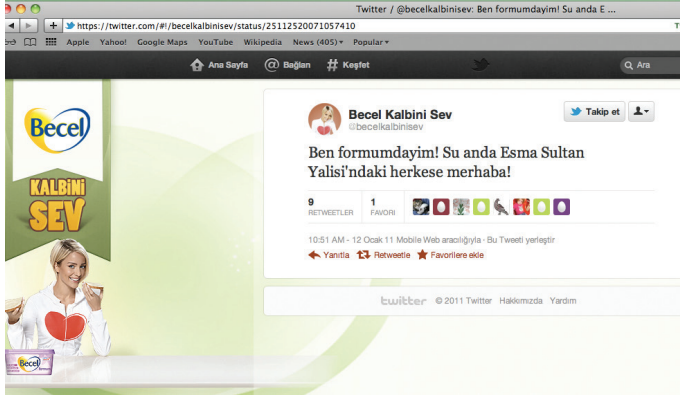 Twitter / @becelkalbinisev: Ben formumdayim! Su anda E ...
https://twitter.com/#!/becelkalbinisev/status/25112520071057410
Apple Yahoo! Google Maps YouTube Wikipedia News (405) Popular
Ana Sayfa @ Bağlan # Keşfet Ara
Becel
KALBİNİ
SEV
Becel
Becel Kalbini Sev
@becelkalbinisev
Takip et
Ben formumdayim! Su anda Esma Sultan
Yalisi'ndaki herkese merhaba!
9 1
RETWEETLER FAVORI
10:51 AM - 12 Ocak 11 Mobile Web aracılığıyla · Bu Tweeti yerleştir
Yanıtla Retweetle Favorilere ekle
twitter © 2011 Twitter Hakkımızda Yardım